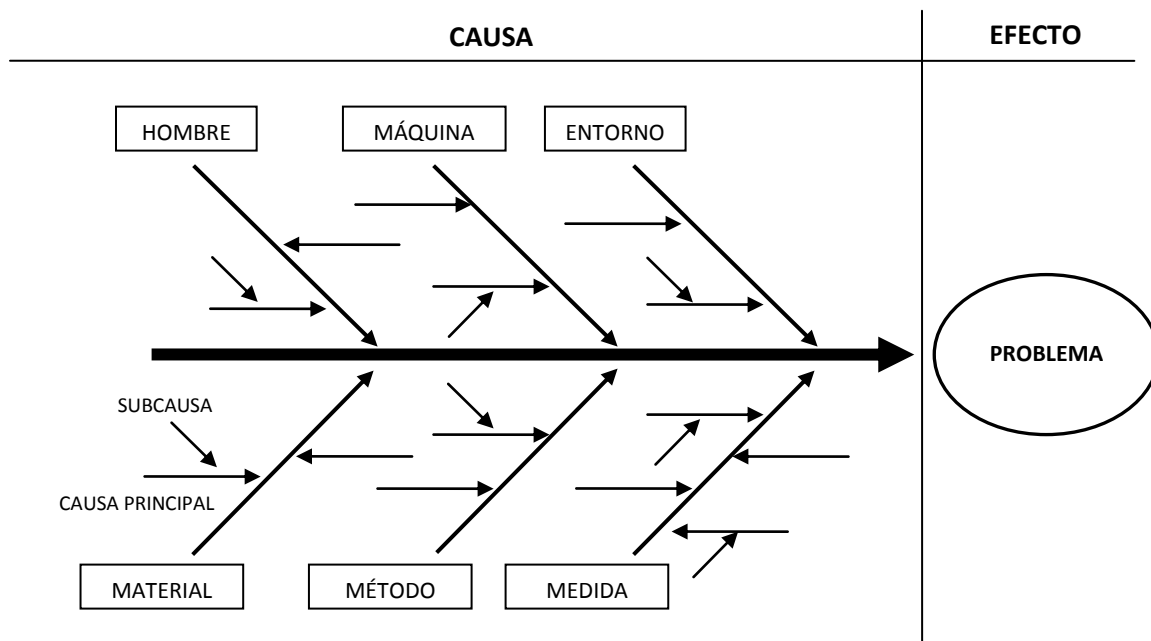 CAUSA
EFECTO
HOMBRE
MÁQUINA
ENTORNO
PROBLEMA
SUBCAUSA
CAUSA PRINCIPAL
MATERIAL
MÉTODO
MEDIDA